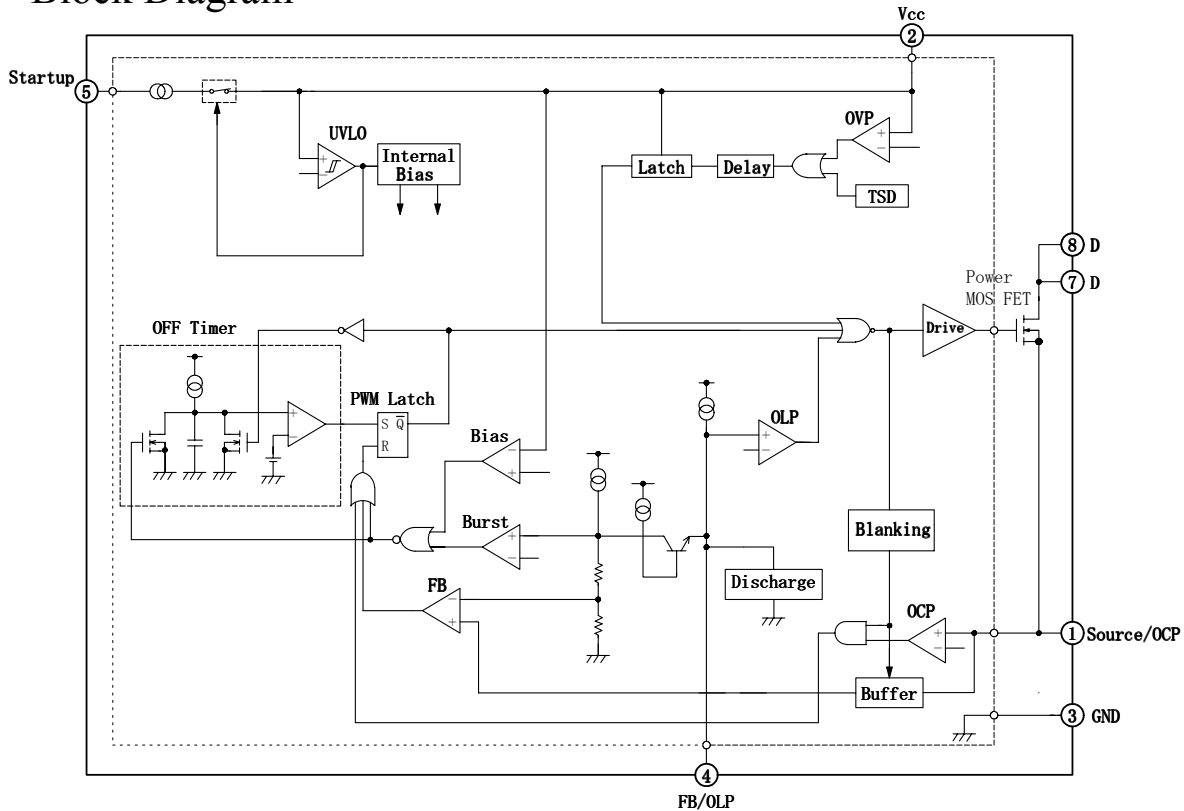 Block Diagram
Vcc
2
Startup
5
UVLO
+
−
Internal
Bias
OVP
+
−
Latch
Delay
TSD
8 D
7 D
Power
MOS FET
OFF Timer
Drive
PWM Latch
S Q̅
R
+
−
Bias
−
+
OLP
+
−
Burst
+
−
Blanking
Discharge
FB
−
+
OCP
+
−
1 Source/OCP
Buffer
3 GND
4
FB/OLP